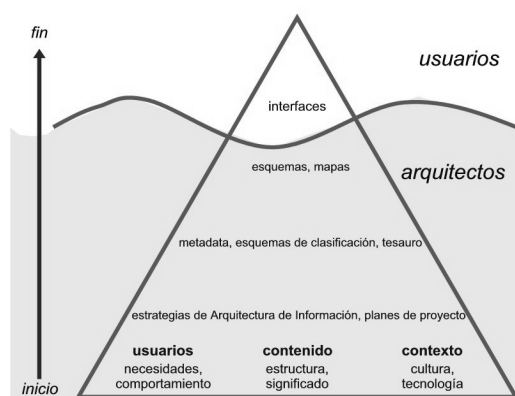 fin
usuarios
interfaces
esquemas, mapas
arquitectos
metadata, esquemas de clasificación, tesauro
estrategias de Arquitectura de Información, planes de proyecto
usuarios
necesidades,
comportamiento
contenido
estructura,
significado
contexto
cultura,
tecnología
inicio